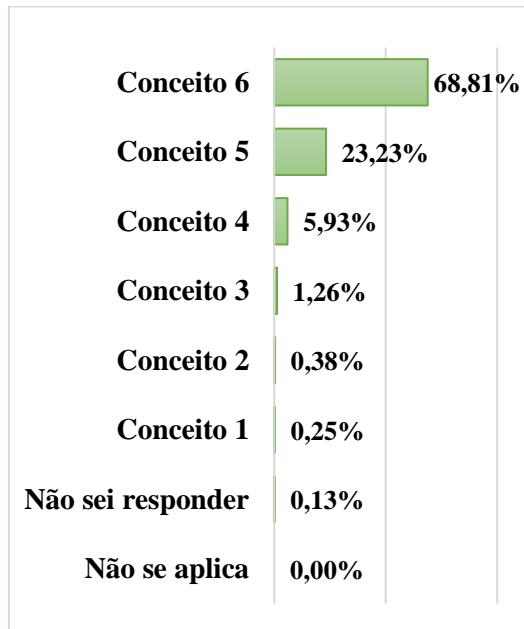 Conceito 6 68,81%
Conceito 5 23,23%
Conceito 4 5,93%
Conceito 3 1,26%
Conceito 2 0,38%
Conceito 1 0,25%
Não sei responder 0,13%
Não se aplica 0,00%